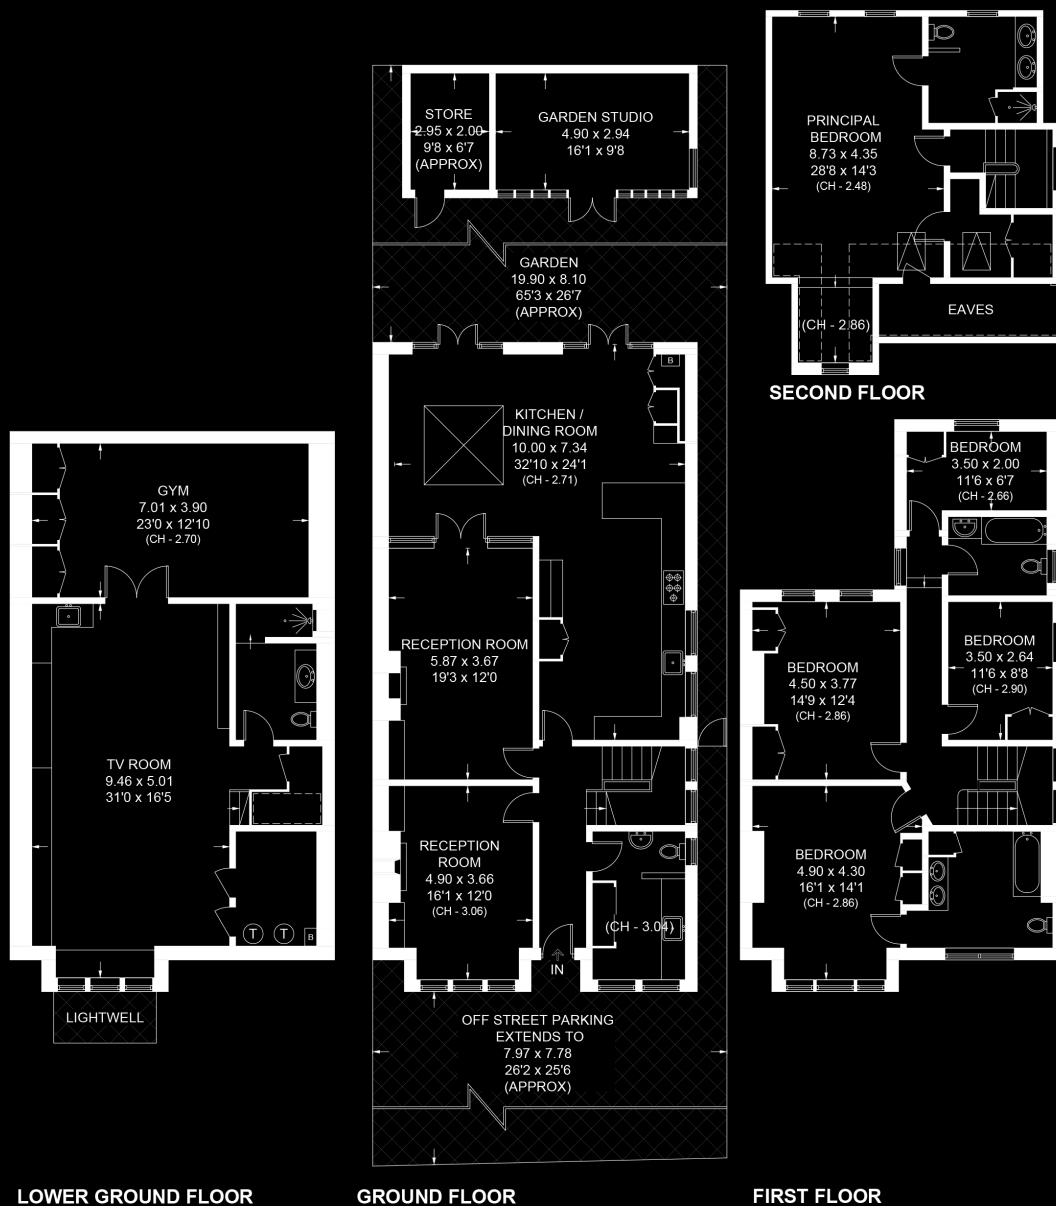 STORE
2.95 x 2.00
9'8 x 6'7
(APPROX)
GARDEN STUDIO
4.90 x 2.94
16'1 x 9'8
GARDEN
19.90 x 8.10
65'3 x 26'7
(APPROX)
B
KITCHEN /
DINING ROOM
10.00 x 7.34
32'10 x 24'1
(CH - 2.71)
RECEPTION ROOM
5.87 x 3.67
19'3 x 12'0
RECEPTION
ROOM
4.90 x 3.66
16'1 x 12'0
(CH - 3.06)
(CH - 3.04)
IN
OFF STREET PARKING
EXTENDS TO
7.97 x 7.78
26'2 x 25'6
(APPROX)
GROUND FLOOR
GYM
7.01 x 3.90
23'0 x 12'10
(CH - 2.70)
TV ROOM
9.46 x 5.01
31'0 x 16'5
T
T
B
LIGHTWELL
LOWER GROUND FLOOR
PRINCIPAL
BEDROOM
8.73 x 4.35
28'8 x 14'3
(CH - 2.48)
(CH - 2.86)
EAVES
SECOND FLOOR
BEDROOM
3.50 x 2.00
11'6 x 6'7
(CH - 2.66)
BEDROOM
3.50 x 2.64
11'6 x 8'8
(CH - 2.90)
BEDROOM
4.50 x 3.77
14'9 x 12'4
(CH - 2.86)
BEDROOM
4.90 x 4.30
16'1 x 14'1
(CH - 2.86)
FIRST FLOOR